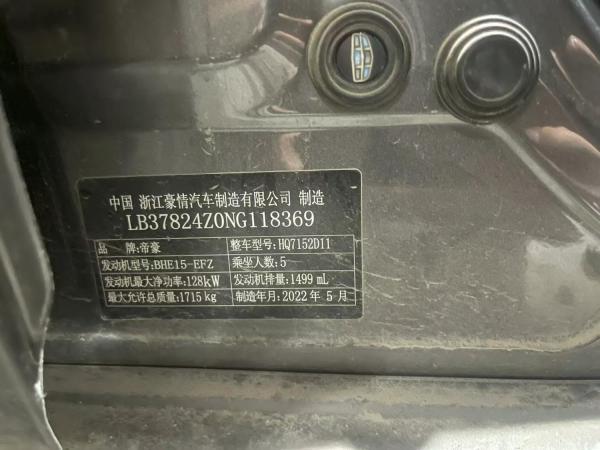 中国 浙江豪情汽车制造有限公司 制造
LB37824Z0NG118369
品 牌:帝豪 整车型号:HQ7152D11
发动机型号:BHE15-EFZ 乘坐人数:5
发动机最大净功率:128kW 发动机排量:1499 mL
最大允许总质量:1715 kg 制造年月:2022 年 5 月